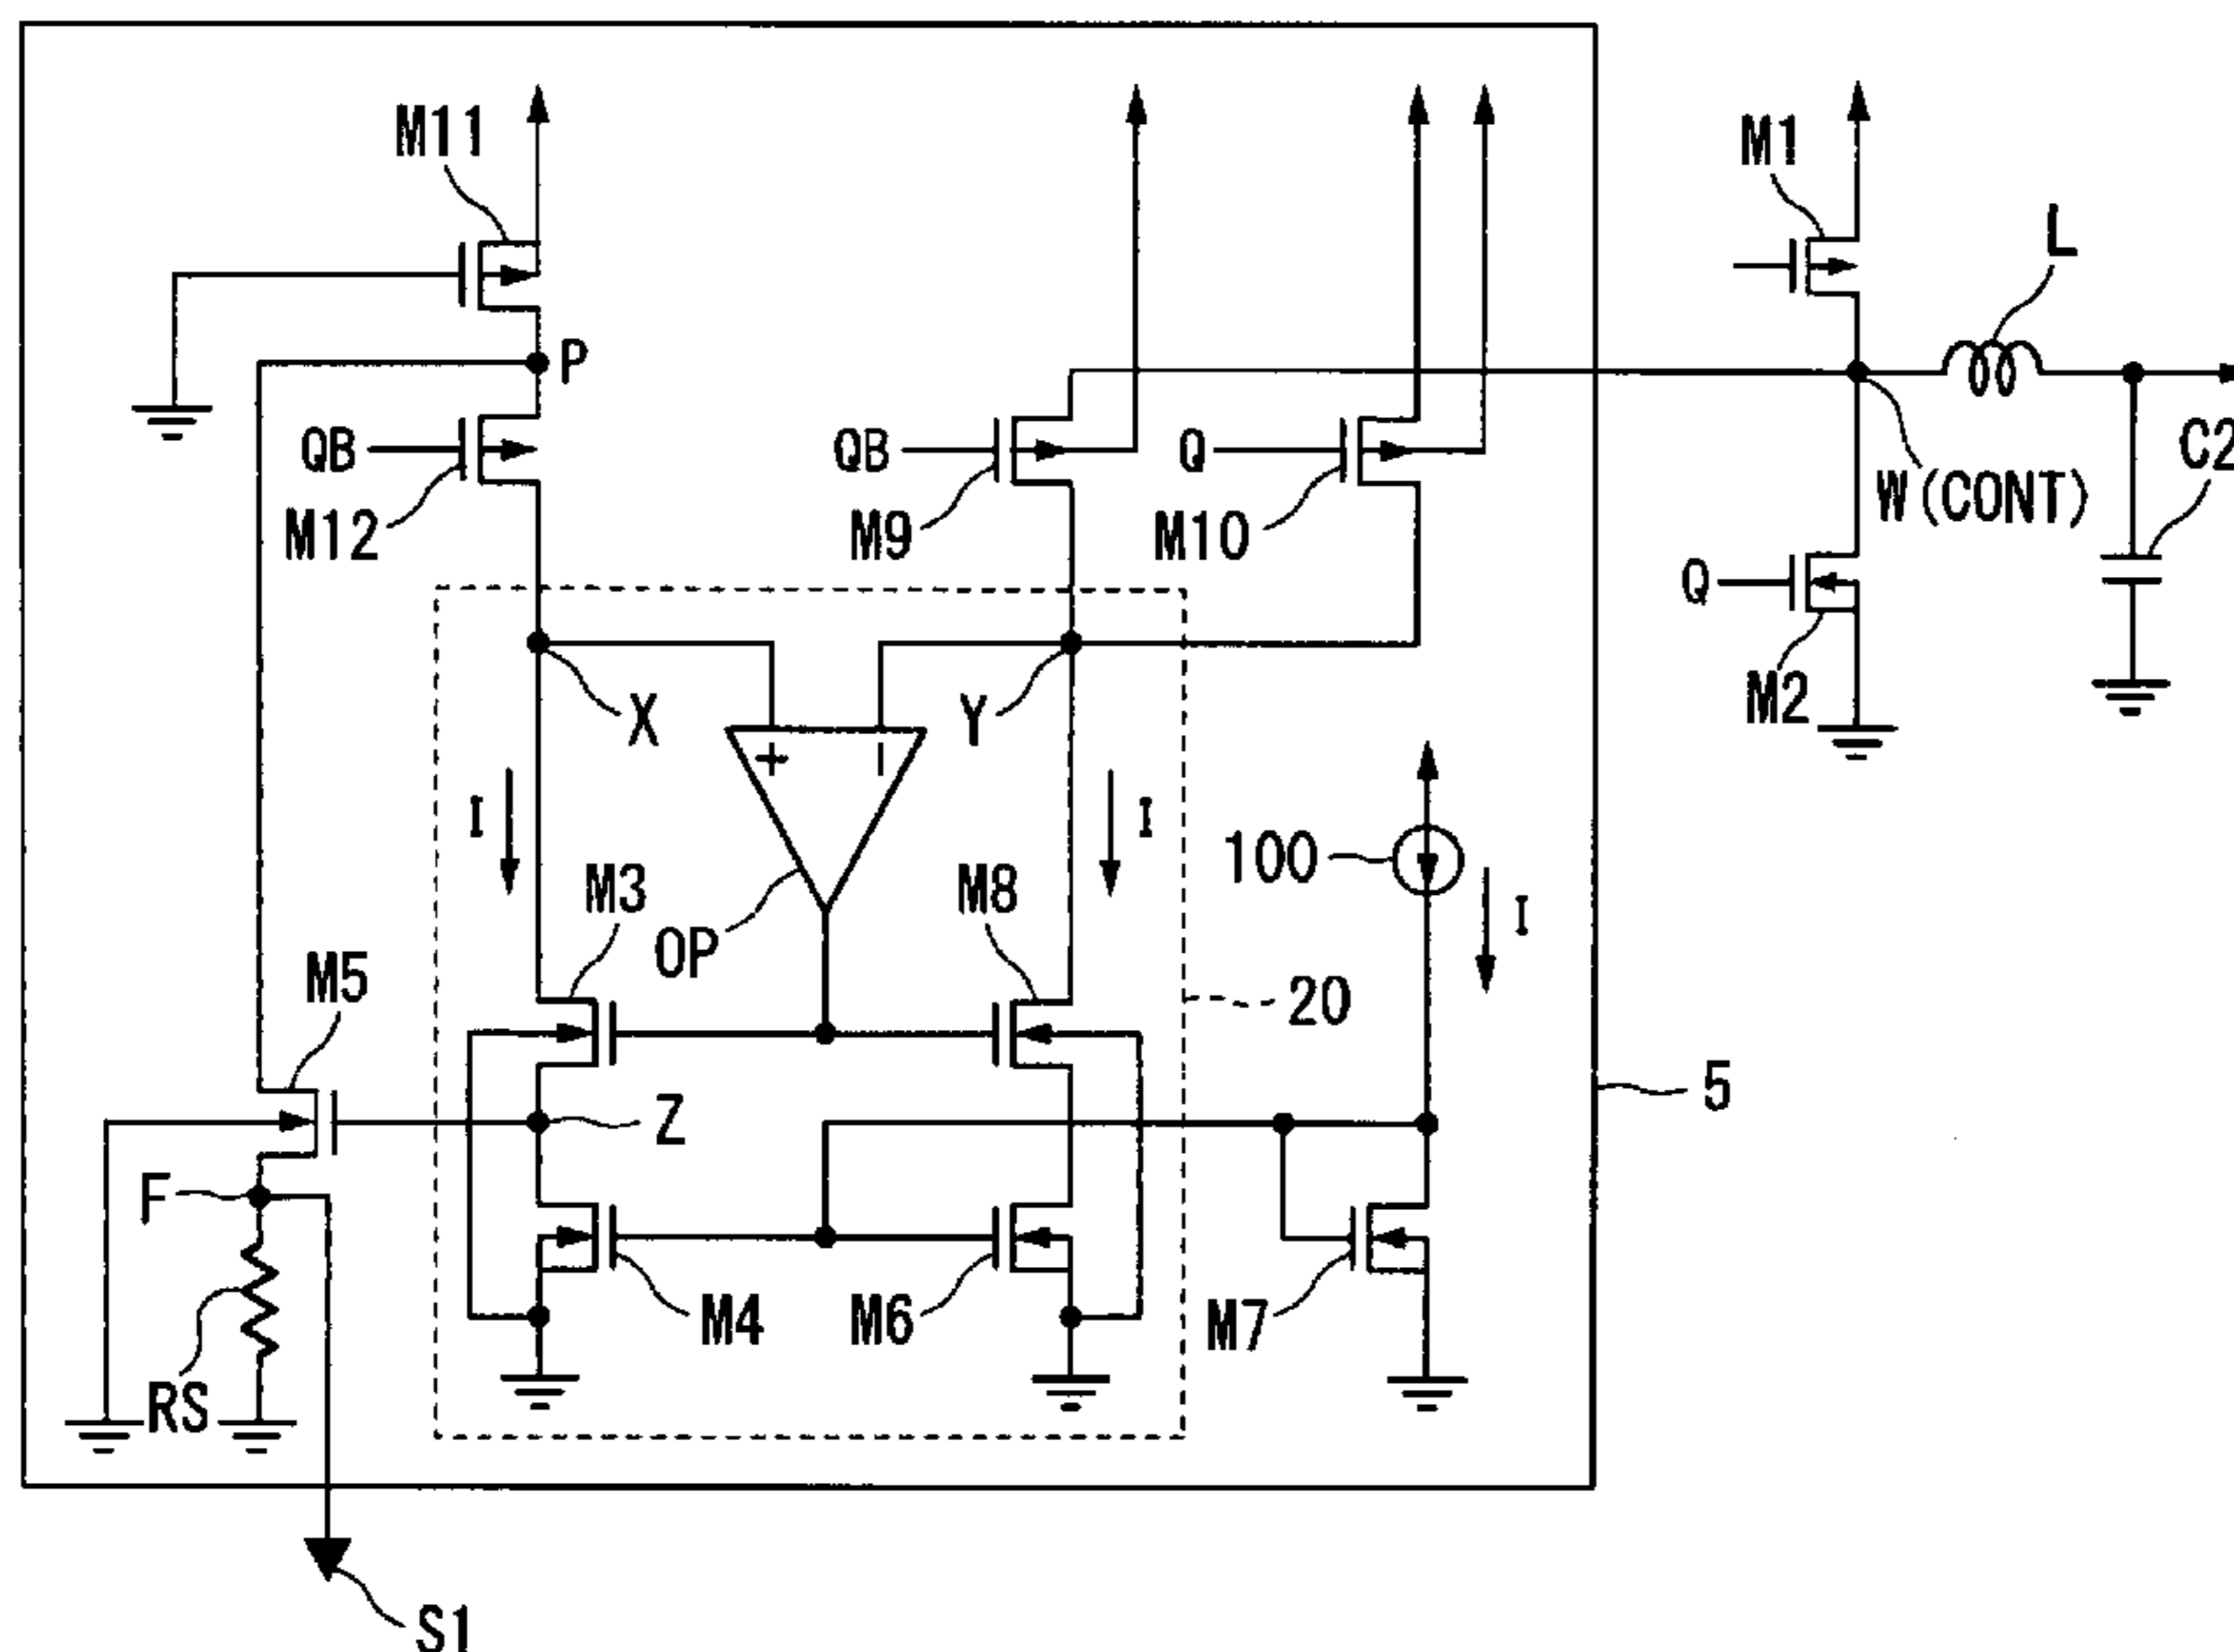 M11
M1
L
P
QB
QB
Q
C2
M12
M9
M10
W(CONT)
Q
X
Y
M2
+
−
I
I
100
M3
M8
I
OP
M5
20
5
Z
F
M4
M6
M7
RS
S1